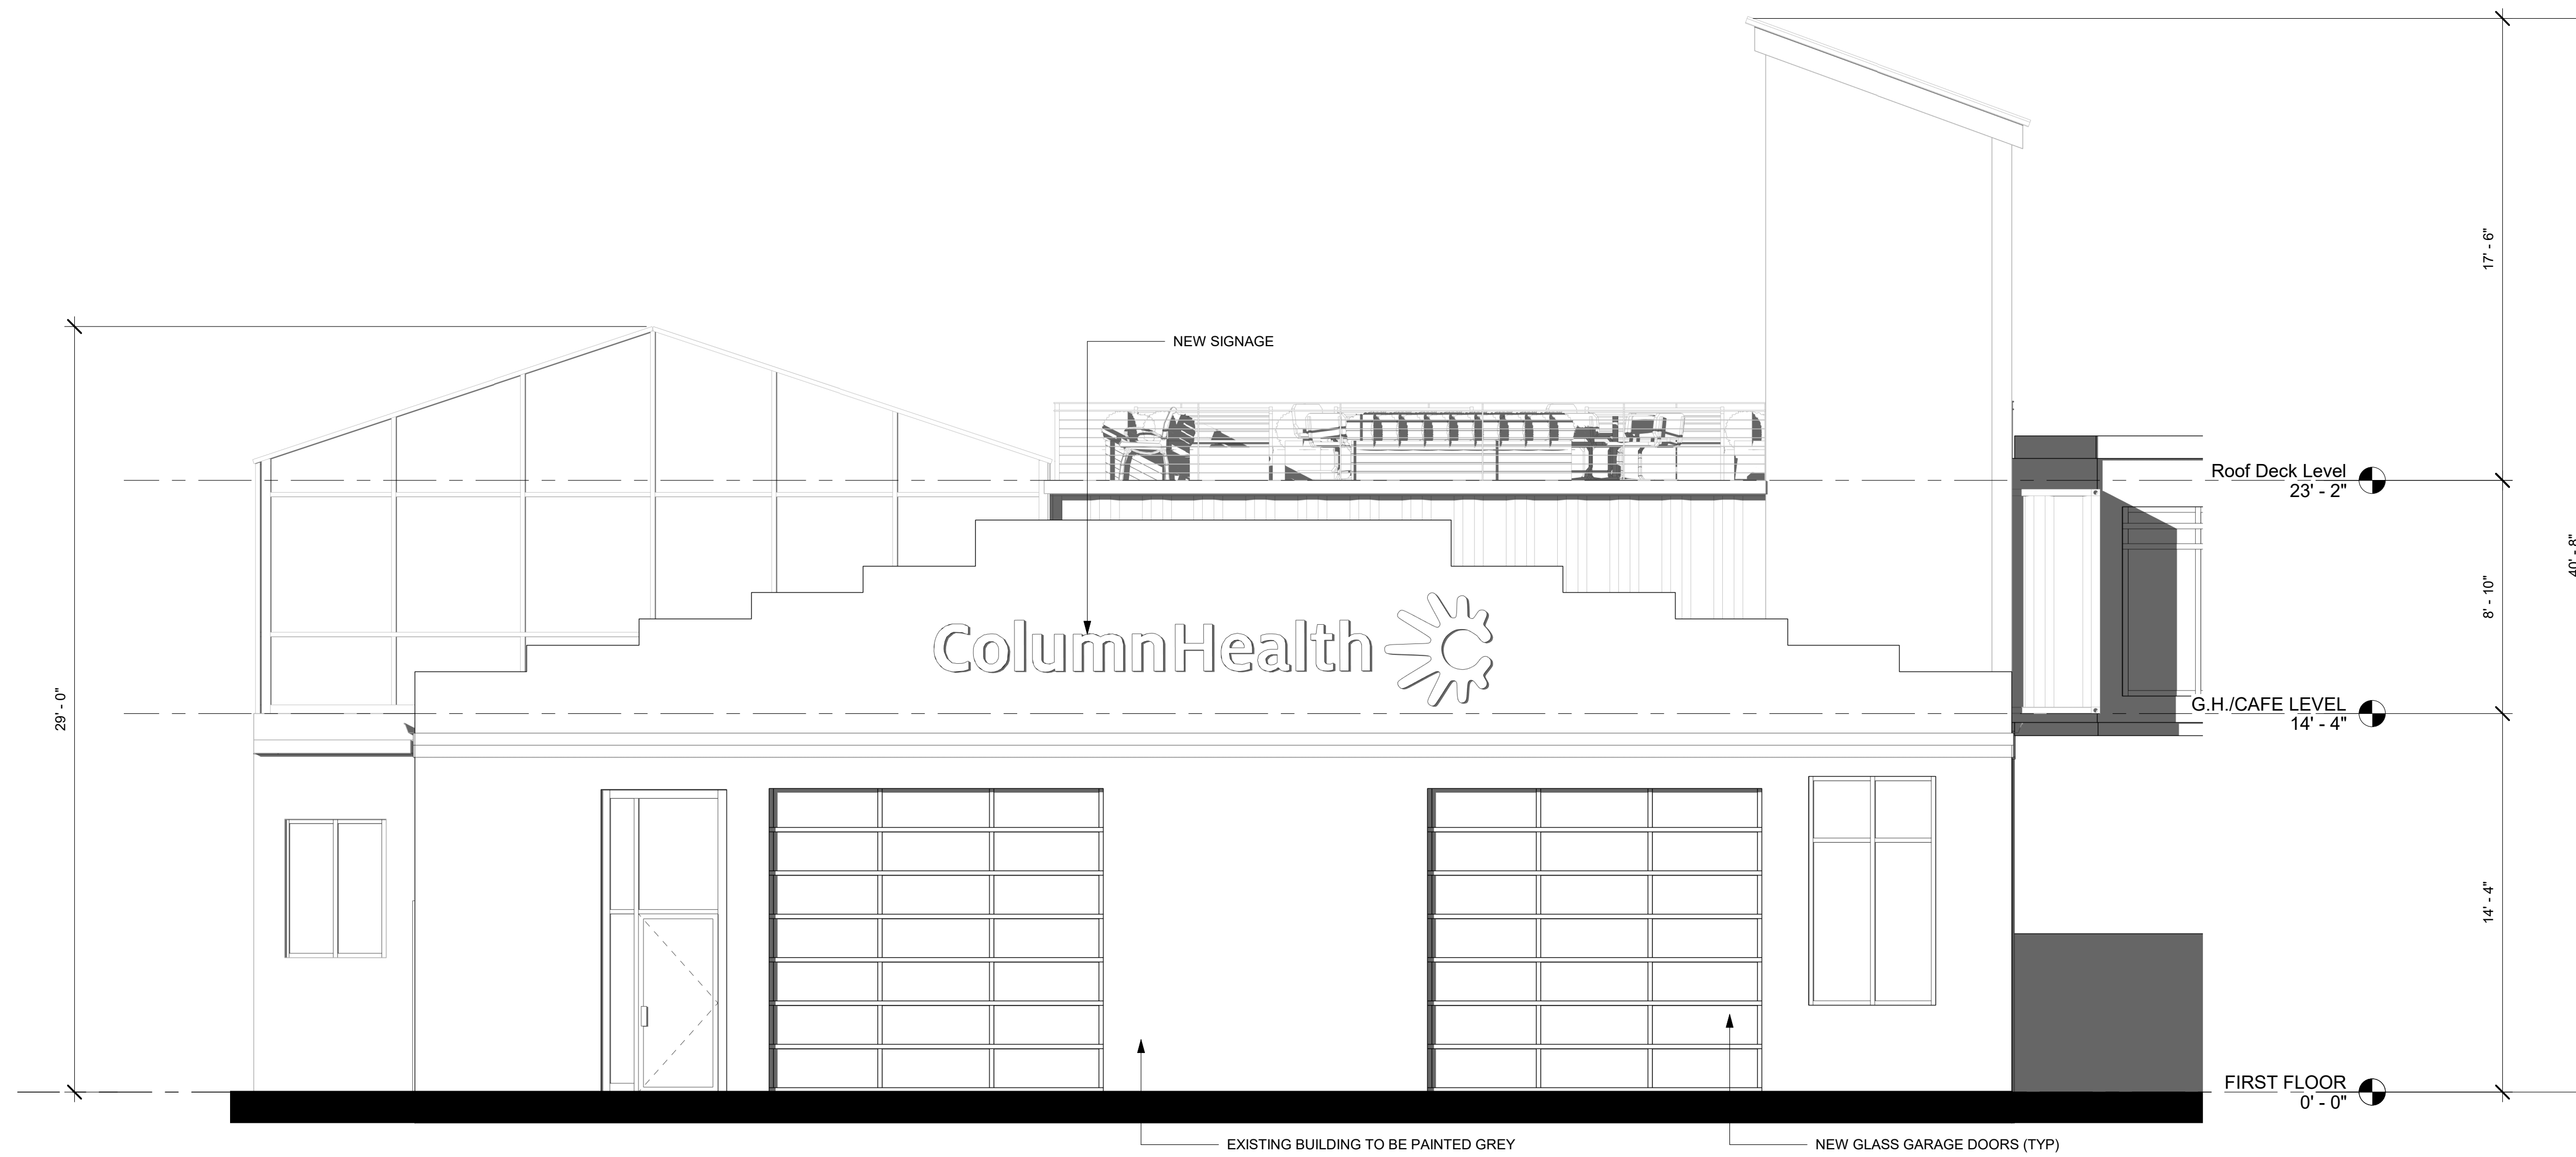 17' - 6"
NEW SIGNAGE
Roof Deck Level
23' - 2"
40' - 8"
8' - 10"
ColumnHealth
29' - 0"
G.H./CAFE LEVEL
14' - 4"
14' - 4"
FIRST FLOOR
0' - 0"
EXISTING BUILDING TO BE PAINTED GREY
NEW GLASS GARAGE DOORS (TYP)